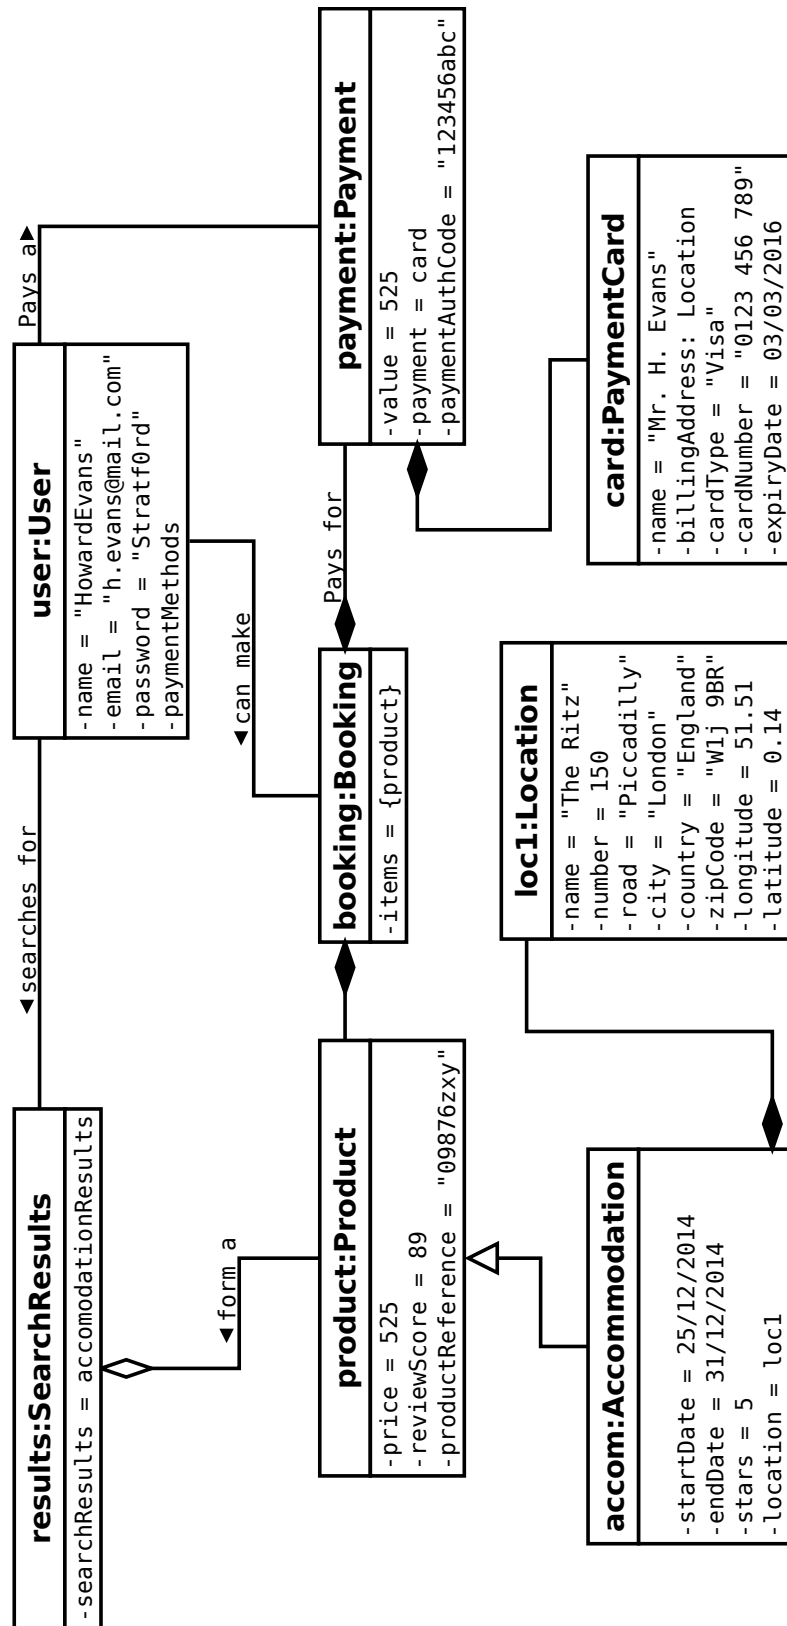 results:SearchResults
-searchResults = accomodationResults
◀searches for
user:User
-name = "HowardEvans"
-email = "h.evans@mail.com"
-password = "Stratf0rd"
-paymentMethods
Pays a▶
◀form a
◀can make
product:Product
-price = 525
-reviewScore = 89
-productReference = "09876zxy"
booking:Booking
-items = {product}
Pays for
payment:Payment
-value = 525
-payment = card
-paymentAuthCode = "123456abc"
accom:Accommodation
-startDate = 25/12/2014
-endDate = 31/12/2014
-stars = 5
-location = loc1
loc1:Location
-name = "The Ritz"
-number = 150
-road = "Piccadilly"
-city = "London"
-country = "England"
-zipCode = "W1j 9BR"
-longitude = 51.51
-latitude = 0.14
card:PaymentCard
-name = "Mr. H. Evans"
-billingAddress: Location
-cardType = "Visa"
-cardNumber = "0123 456 789"
-expiryDate = 03/03/2016